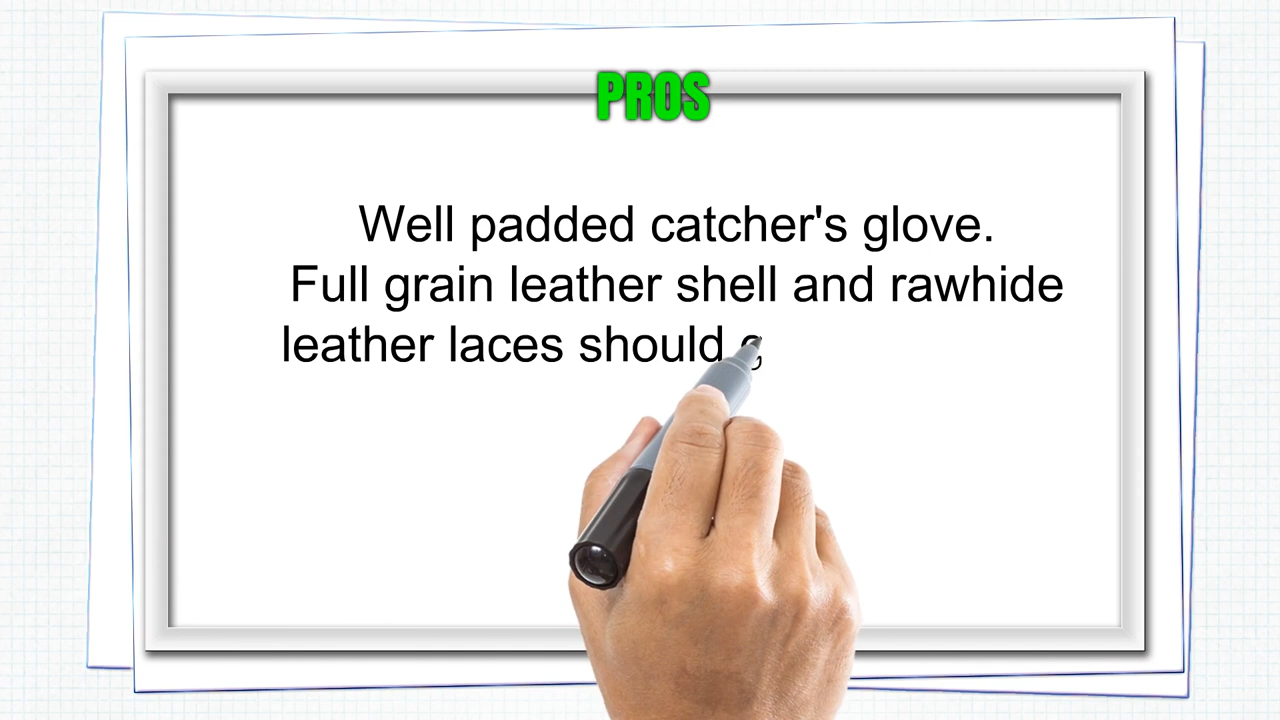 PROS
Well padded catcher's glove.
Full grain leather shell and rawhide
leather laces should